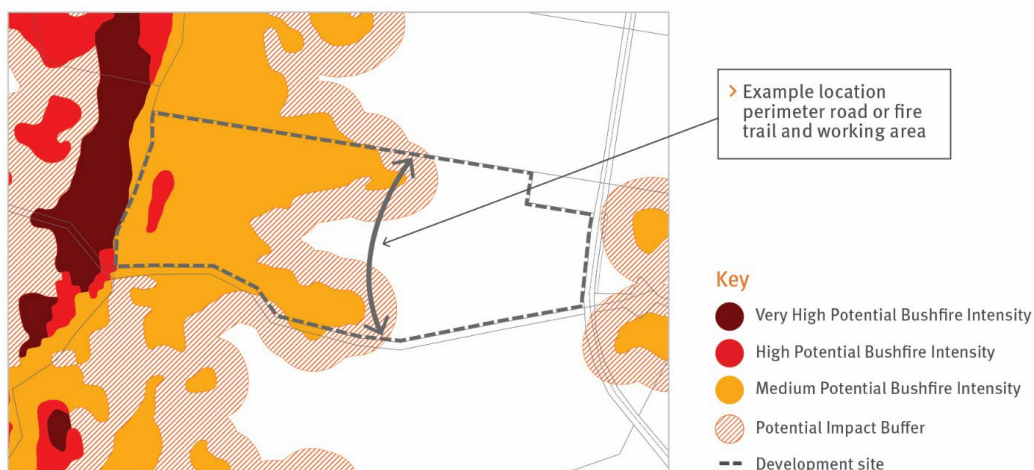 > Example location
perimeter road or fire
trail and working area
Key
Very High Potential Bushfire Intensity
High Potential Bushfire Intensity
Medium Potential Bushfire Intensity
Potential Impact Buffer
Development site